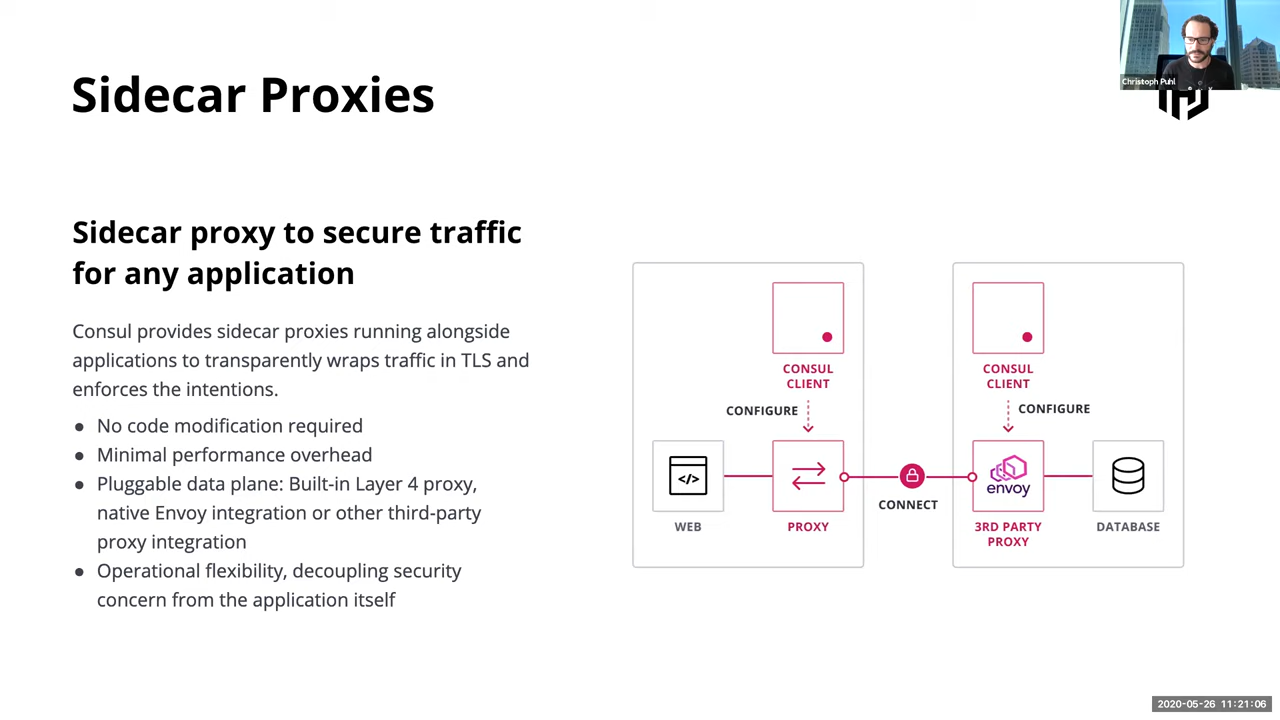 Sidecar Proxies
Christoph Puhl
Sidecar proxy to secure traffic
for any application
Consul provides sidecar proxies running alongside
applications to transparently wraps traffic in TLS and
enforces the intentions.
● No code modification required
● Minimal performance overhead
● Pluggable data plane: Built-in Layer 4 proxy,
native Envoy integration or other third-party
proxy integration
● Operational flexibility, decoupling security
concern from the application itself
CONSUL
CLIENT
CONFIGURE
</>
WEB
PROXY
CONNECT
CONSUL
CLIENT
CONFIGURE
envoy
3RD PARTY
PROXY
DATABASE
2020-05-26 11:21:06